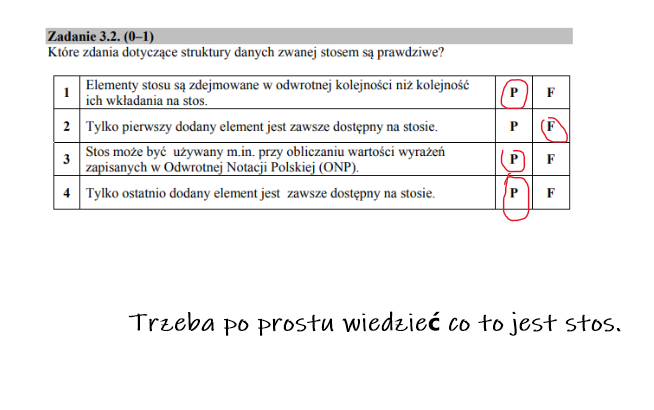 Zadanie 3.2. (0–1)
Które zdania dotyczące struktury danych zwanej stosem są prawdziwe?
1 Elementy stosu są zdejmowane w odwrotnej kolejności niż kolejność ich wkładania na stos. P F
2 Tylko pierwszy dodany element jest zawsze dostępny na stosie. P F
3 Stos może być używany m.in. przy obliczaniu wartości wyrażeń zapisanych w Odwrotnej Notacji Polskiej (ONP). P F
4 Tylko ostatnio dodany element jest zawsze dostępny na stosie. P F
Trzeba po prostu wiedzieć co to jest stos.